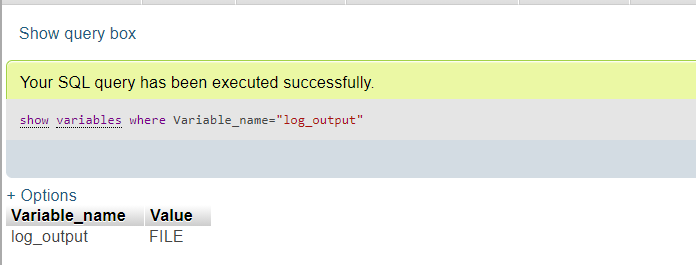 Show query box
Your SQL query has been executed successfully.
show variables where Variable_name="log_output"
+ Options
Variable_name Value
log_output FILE